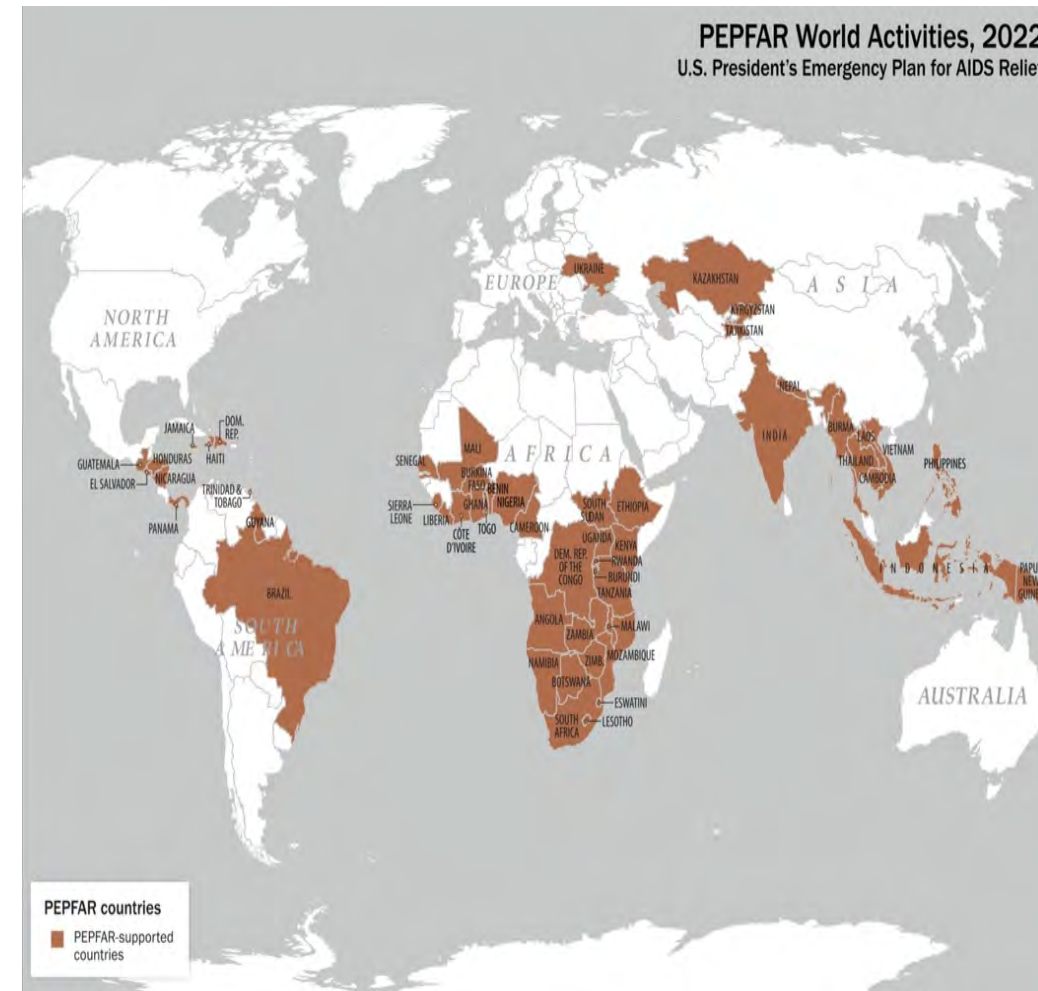 PEPFAR World Activities, 2022
U.S. President's Emergency Plan for AIDS Relief
NORTH
AMERICA
EUROPE
ASIA
UKRAINE
KAZAKHSTAN
KYRGYZSTAN
TAJIKISTAN
NEPAL
INDIA
BURMA
LAOS
VIETNAM
THAILAND
CAMBODIA
PHILIPPINES
INDONESIA
PAPU
NEW
GUINE
AUSTRALIA
JAMAICA
DOM.
REP.
HAITI
GUATEMALA
HONDURAS
EL SALVADOR
NICARAGUA
TRINIDAD &
TOBAGO
PANAMA
GUYANA
BRAZIL
SOUTH
AMERICA
AFRICA
MALI
SENEGAL
BURKINA
FASO
BENIN
NIGERIA
GHANA
SIERRA
LEONE
LIBERIA
CÔTE
D'IVOIRE
TOGO
CAMEROON
SOUTH
SUDAN
ETHIOPIA
UGANDA
KENYA
DEM. REP.
OF THE
CONGO
RWANDA
BURUNDI
TANZANIA
ANGOLA
ZAMBIA
MALAWI
MOZAMBIQUE
NAMIBIA
ZIMB.
BOTSWANA
ESWATINI
SOUTH
AFRICA
LESOTHO
PEPFAR countries
PEPFAR-supported
countries